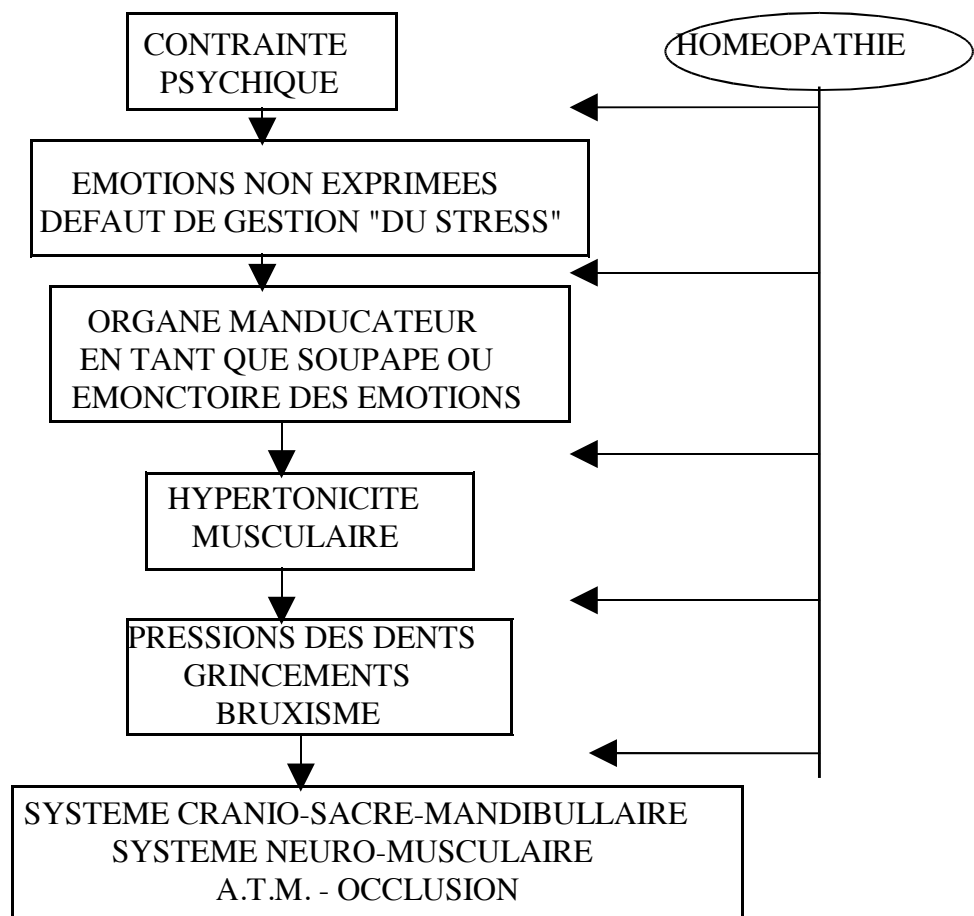 CONTRAINTE
PSYCHIQUE
HOMEOPATHIE
EMOTIONS NON EXPRIMEES
DEFAUT DE GESTION "DU STRESS"
ORGANE MANDUCATEUR
EN TANT QUE SOUPAPE OU
EMONCTOIRE DES EMOTIONS
HYPERTONICITE
MUSCULAIRE
PRESSIONS DES DENTS
GRINCEMENTS
BRUXISME
SYSTEME CRANIO-SACRE-MANDIBULLAIRE
SYSTEME NEURO-MUSCULAIRE
A.T.M. - OCCLUSION